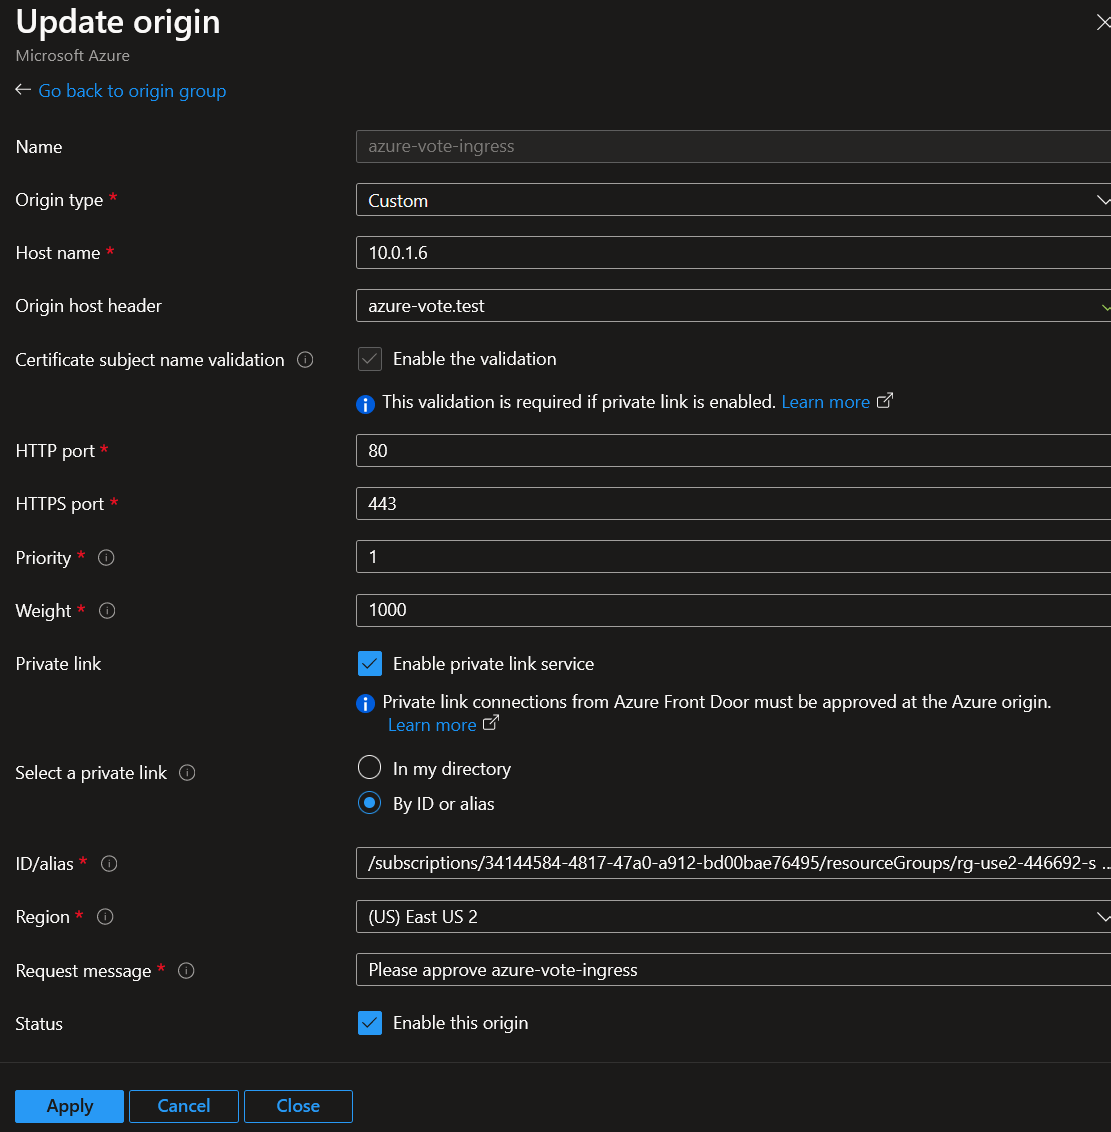 Update origin
Microsoft Azure
Go back to origin group
Name
azure-vote-ingress
Origin type *
Custom
Host name *
10.0.1.6
Origin host header
azure-vote.test
Certificate subject name validation
Enable the validation
This validation is required if private link is enabled. Learn more
HTTP port *
80
HTTPS port *
443
Priority *
1
Weight *
1000
Private link
Enable private link service
Private link connections from Azure Front Door must be approved at the Azure origin.
Learn more
Select a private link
In my directory
By ID or alias
ID/alias *
/subscriptions/34144584-4817-47a0-a912-bd00bae76495/resourceGroups/rg-use2-446692-s ...
Region *
(US) East US 2
Request message *
Please approve azure-vote-ingress
Status
Enable this origin
Apply
Cancel
Close